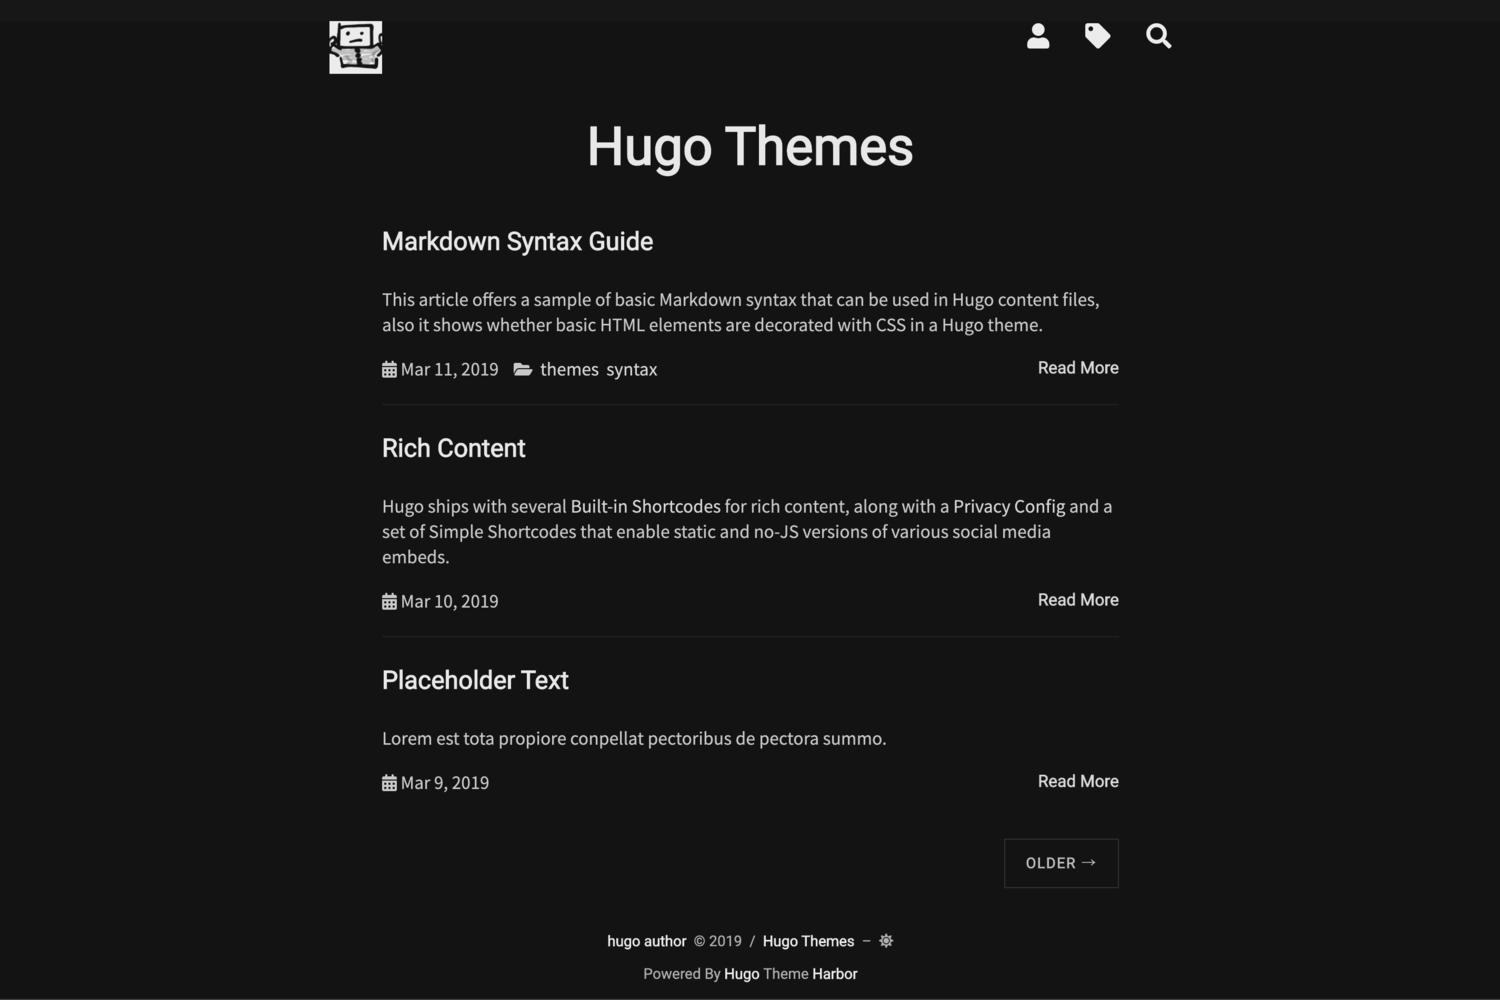 Hugo Themes
Markdown Syntax Guide
This article offers a sample of basic Markdown syntax that can be used in Hugo content files,
also it shows whether basic HTML elements are decorated with CSS in a Hugo theme.
Mar 11, 2019 themes syntax Read More
Rich Content
Hugo ships with several Built-in Shortcodes for rich content, along with a Privacy Config and a
set of Simple Shortcodes that enable static and no-JS versions of various social media
embeds.
Mar 10, 2019 Read More
Placeholder Text
Lorem est tota propiore conpellat pectoribus de pectora summo.
Mar 9, 2019 Read More
OLDER →
hugo author © 2019 / Hugo Themes –
Powered By Hugo Theme Harbor